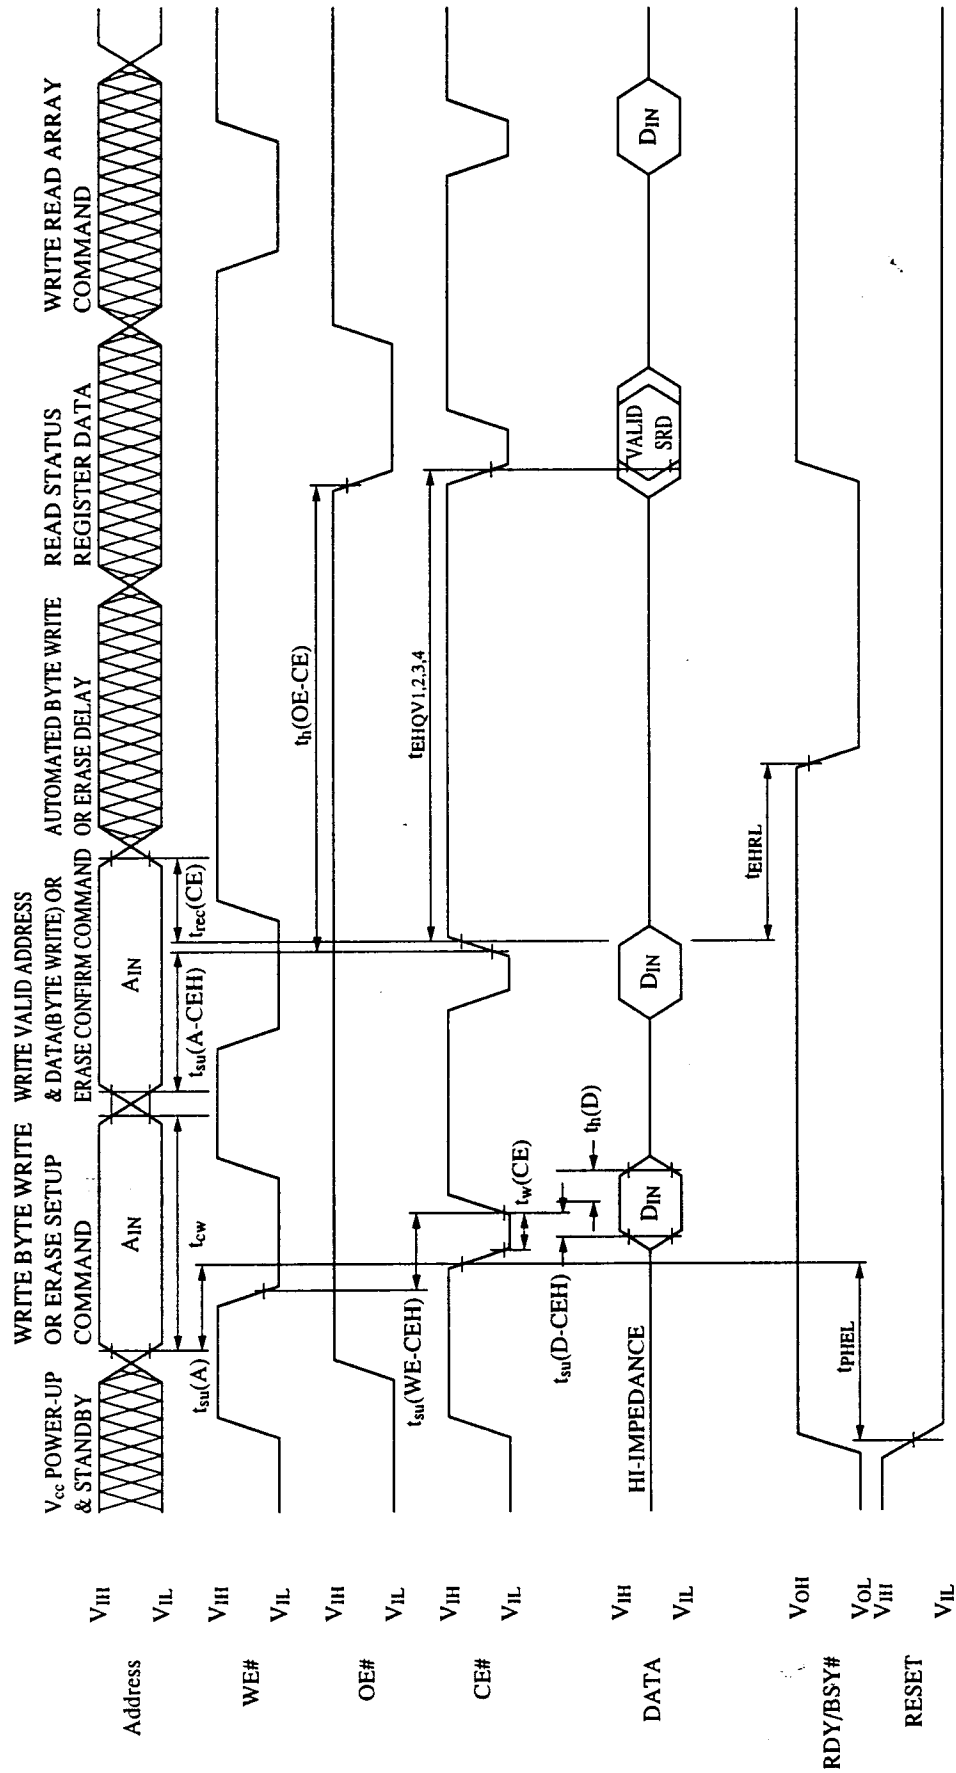 Vcc POWER-UP
& STANDBY
WRITE BYTE WRITE
OR ERASE SETUP
COMMAND
WRITE VALID ADDRESS
& DATA(BYTE WRITE) OR
ERASE CONFIRM COMMAND
AUTOMATED BYTE WRITE
OR ERASE DELAY
READ STATUS
REGISTER DATA
WRITE READ ARRAY
COMMAND
Address
VIH
VIL
AIN
AIN
tsu(A)
tcw
tsu(A-CEH)
trec(CE)
WE#
VIH
VIL
OE#
VIH
VIL
th(OE-CE)
tsu(WE-CEH)
tEHQV1,2,3,4
CE#
VIH
VIL
tw(CE)
tsu(D-CEH)
th(D)
DATA
VIH
VIL
HI-IMPEDANCE
DIN
DIN
VALID
SRD
DIN
tEHRL
RDY/BSY#
VOH
VOL
tPHEL
RESET
VIH
VIL